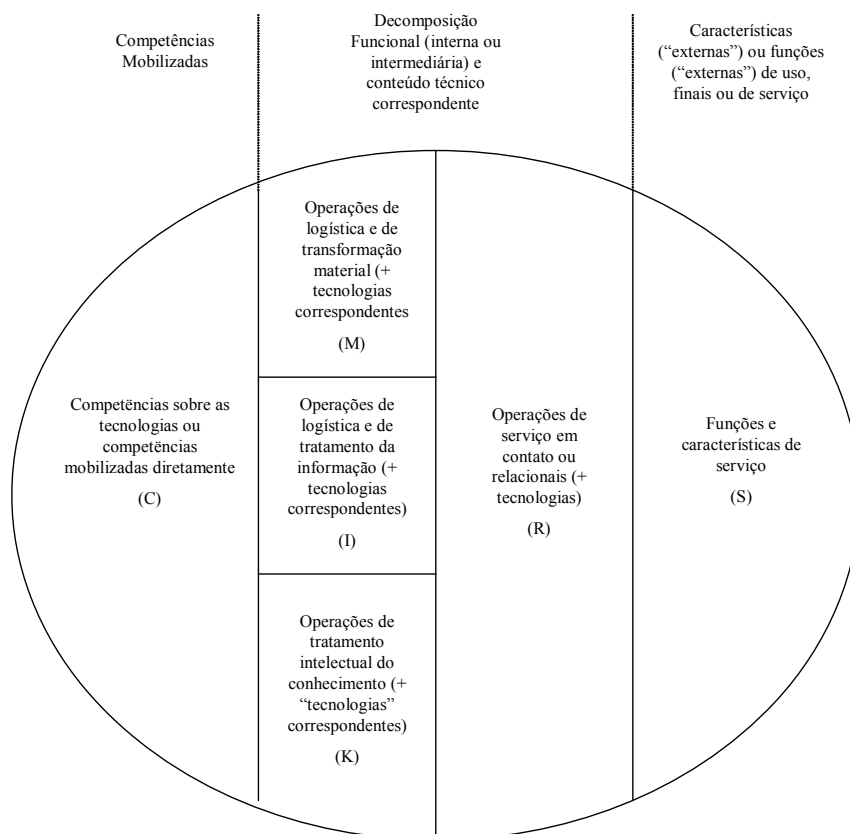 Competências
Mobilizadas
Decomposição
Funcional (interna ou
intermediária) e
conteúdo técnico
correspondente
Características
(“externas”) ou funções
(“externas”) de uso,
finais ou de serviço
Operações de
logística e de
transformação
material (+
tecnologias
correspondentes
(M)
Competëncias sobre as
tecnologias ou
competëncias
mobilizadas diretamente
(C)
Operações de
logística e de
tratamento da
informação (+
tecnologias
correspondentes)
(I)
Operações de
tratamento
intelectual do
conhecimento (+
“tecnologias”
correspondentes)
(K)
Operações de
serviço em
contato ou
relacionais (+
tecnologias)
(R)
Funções e
características de
serviço
(S)